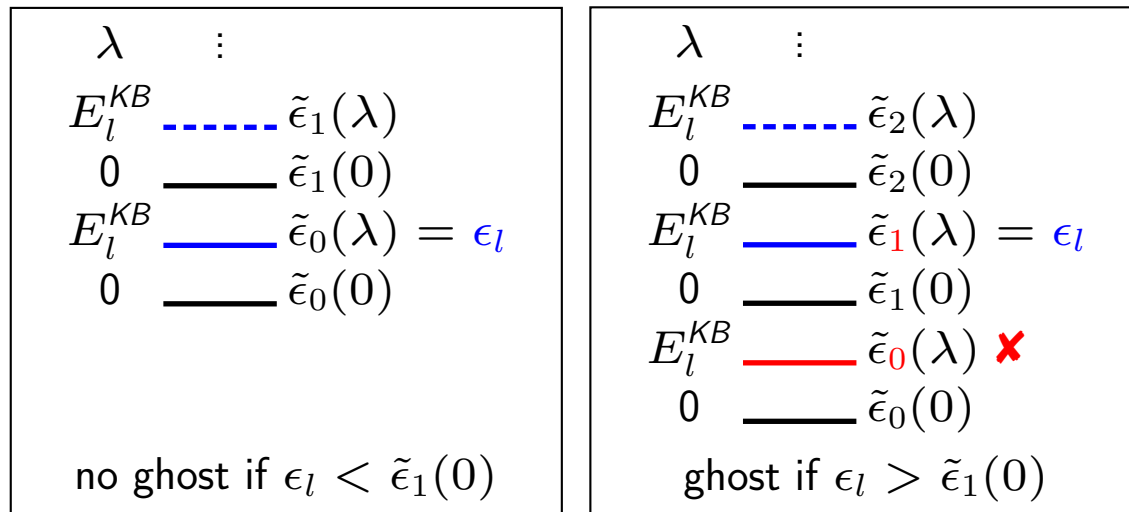 λ ⋮
E_l^{KB} ϵ̃_1(λ)
0 ϵ̃_1(0)
E_l^{KB} ϵ̃_0(λ) = ϵ_l
0 ϵ̃_0(0)
no ghost if ϵ_l < ϵ̃_1(0)
λ ⋮
E_l^{KB} ϵ̃_2(λ)
0 ϵ̃_2(0)
E_l^{KB} ϵ̃_1(λ) = ϵ_l
0 ϵ̃_1(0)
E_l^{KB} ϵ̃_0(λ) ✘
0 ϵ̃_0(0)
ghost if ϵ_l > ϵ̃_1(0)